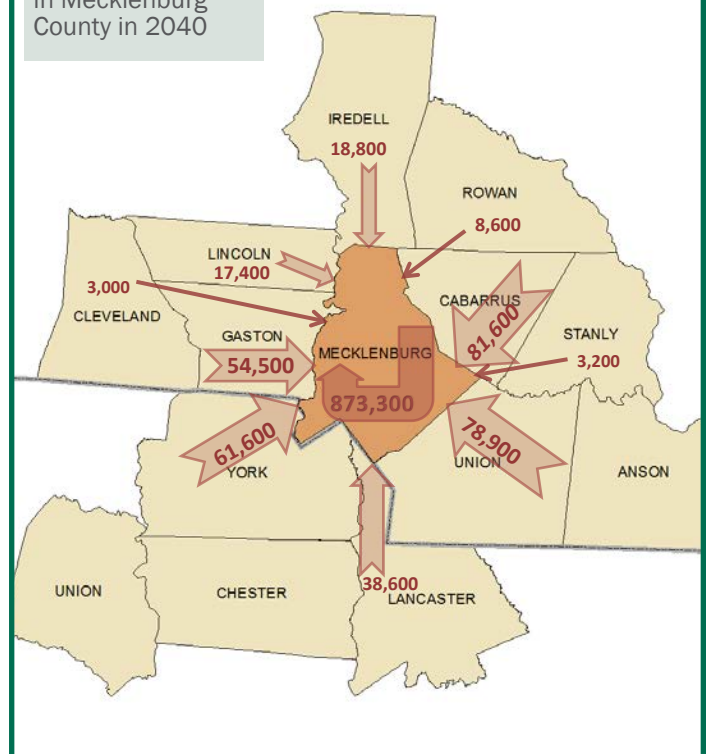 in Mecklenburg
County in 2040
IREDELL
18,800
ROWAN
8,600
LINCOLN
17,400
3,000
CLEVELAND
CABARRUS
81,600
STANLY
3,200
GASTON
54,500
MECKLENBURG
873,300
61,600
YORK
78,900
UNION
ANSON
38,600
UNION
CHESTER
LANCASTER